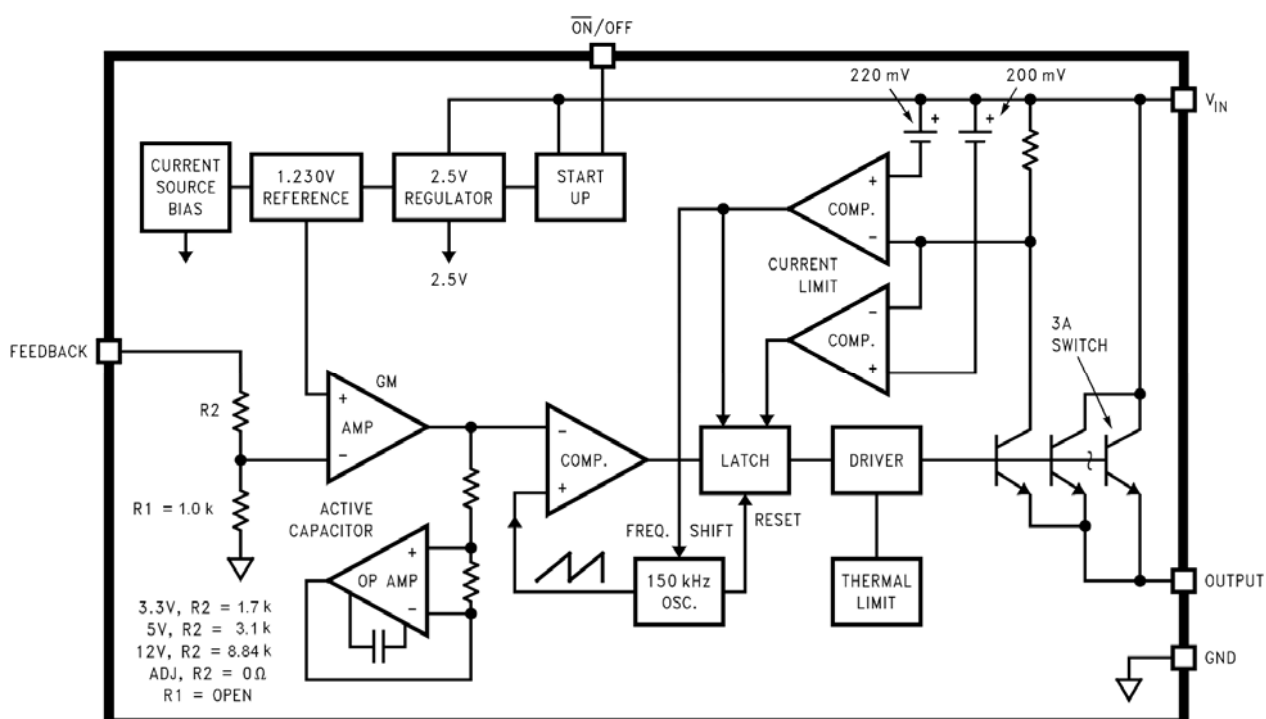 ON/OFF
220 mV
200 mV
+
+
VIN
CURRENT
SOURCE
BIAS
1.230V
REFERENCE
2.5V
REGULATOR
START
UP
+
COMP.
−
2.5V
CURRENT
LIMIT
−
COMP.
+
3A
SWITCH
FEEDBACK
R2
GM
+
AMP
−
−
COMP.
+
LATCH
DRIVER
R1 = 1.0 k
ACTIVE
CAPACITOR
FREQ. SHIFT
RESET
+
OP AMP
−
150 kHz
OSC.
THERMAL
LIMIT
OUTPUT
3.3V, R2 = 1.7 k
5V, R2 = 3.1 k
12V, R2 = 8.84 k
ADJ, R2 = 0 Ω
R1 = OPEN
GND